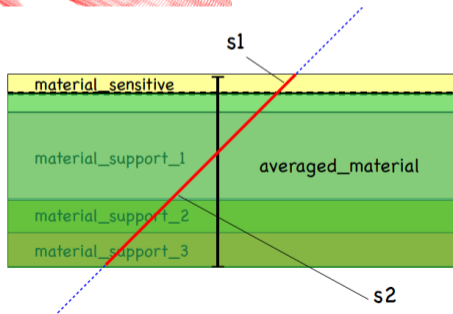 s1
material_sensitive
material_support_1
averaged_material
material_support_2
material_support_3
s2